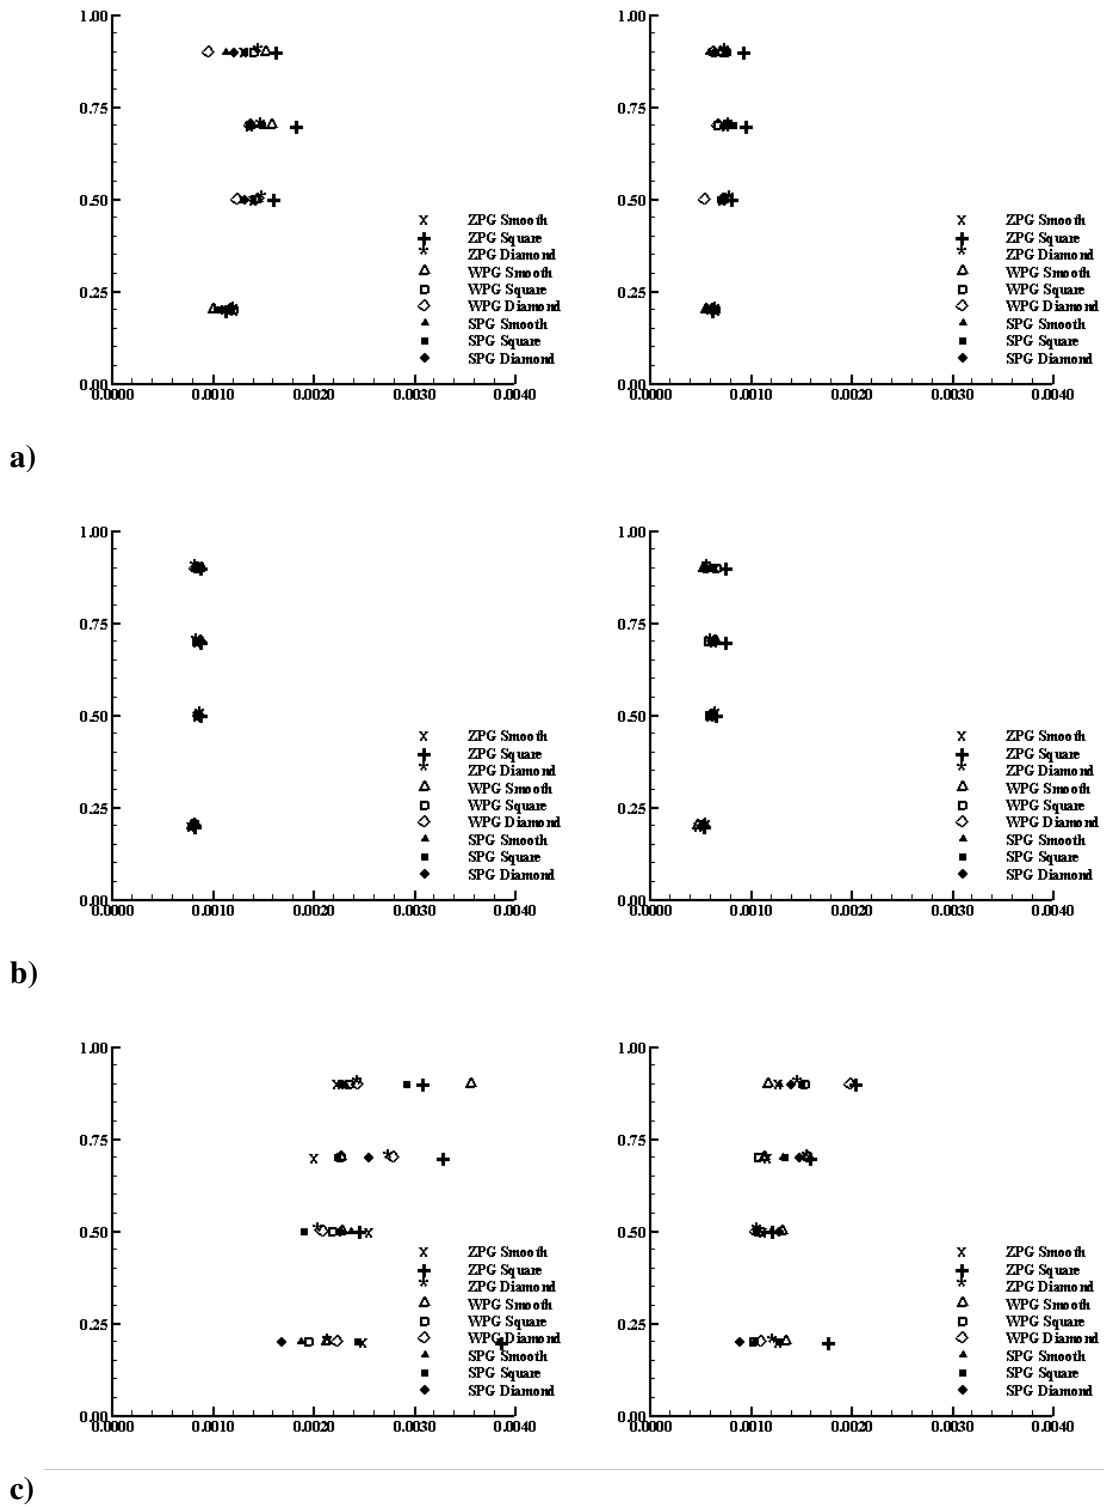 1.00 1.00
0.75 0.75
0.50 0.50
ZPG Smooth ZPG Smooth
ZPG Square ZPG Square
ZPG Diamond ZPG Diamond
WPG Smooth WPG Smooth
0.25 WPG Square 0.25 WPG Square
WPG Diamond WPG Diamond
SPG Smooth SPG Smooth
SPG Square SPG Square
SPG Diamond SPG Diamond
0.00 0.00
0.0000 0.0010 0.0020 0.0030 0.0040 0.0000 0.0010 0.0020 0.0030 0.0040
a)
1.00 1.00
0.75 0.75
0.50 0.50
ZPG Smooth ZPG Smooth
ZPG Square ZPG Square
ZPG Diamond ZPG Diamond
WPG Smooth WPG Smooth
0.25 WPG Square 0.25 WPG Square
WPG Diamond WPG Diamond
SPG Smooth SPG Smooth
SPG Square SPG Square
SPG Diamond SPG Diamond
0.00 0.00
0.0000 0.0010 0.0020 0.0030 0.0040 0.0000 0.0010 0.0020 0.0030 0.0040
b)
1.00 1.00
0.75 0.75
0.50 0.50
ZPG Smooth ZPG Smooth
ZPG Square ZPG Square
ZPG Diamond ZPG Diamond
WPG Smooth WPG Smooth
0.25 WPG Square 0.25 WPG Square
WPG Diamond WPG Diamond
SPG Smooth SPG Smooth
SPG Square SPG Square
SPG Diamond SPG Diamond
0.00 0.00
0.0000 0.0010 0.0020 0.0030 0.0040 0.0000 0.0010 0.0020 0.0030 0.0040
c)